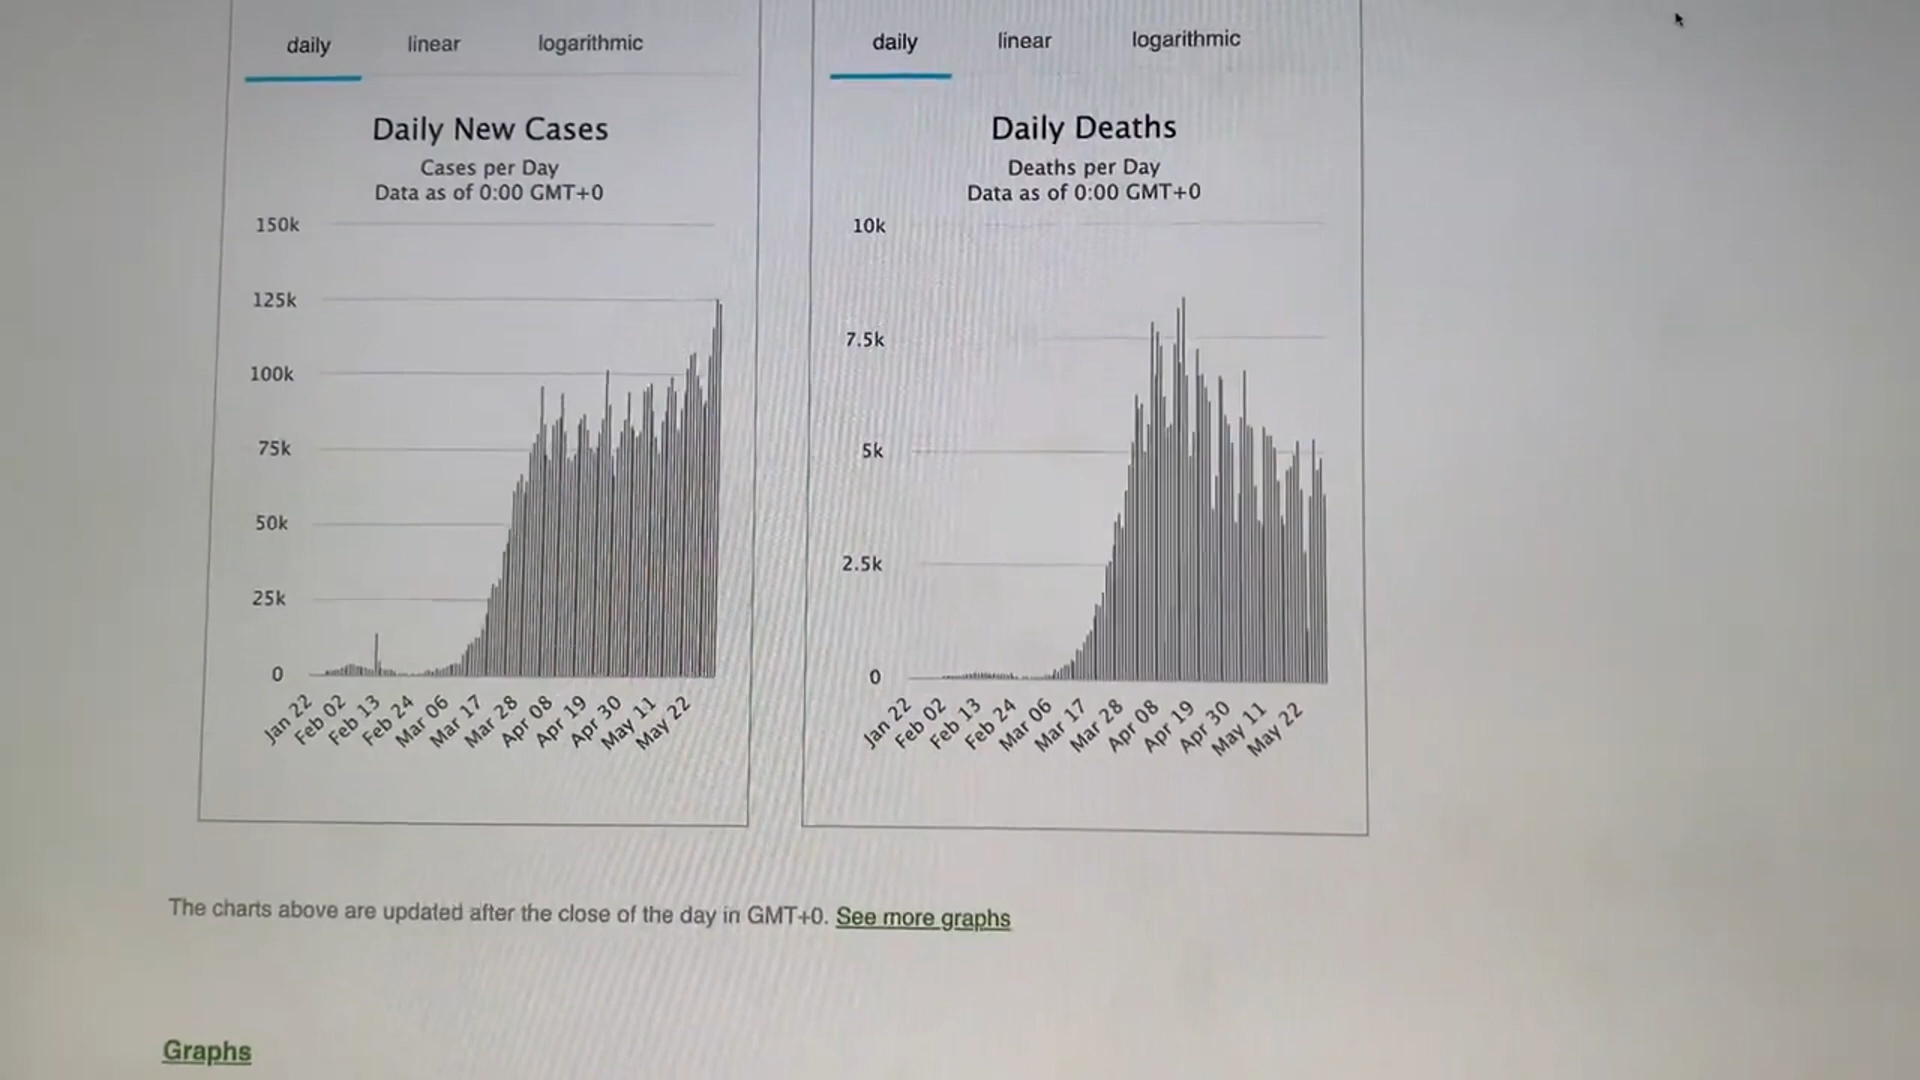 daily linear logarithmic
Daily New Cases
Cases per Day
Data as of 0:00 GMT+0
150k
125k
100k
75k
50k
25k
0
Jan 22
Feb 02
Feb 13
Feb 24
Mar 06
Mar 17
Mar 28
Apr 08
Apr 19
Apr 30
May 11
May 22
daily linear logarithmic
Daily Deaths
Deaths per Day
Data as of 0:00 GMT+0
10k
7.5k
5k
2.5k
0
Jan 22
Feb 02
Feb 13
Feb 24
Mar 06
Mar 17
Mar 28
Apr 08
Apr 19
Apr 30
May 11
May 22
The charts above are updated after the close of the day in GMT+0. See more graphs
Graphs